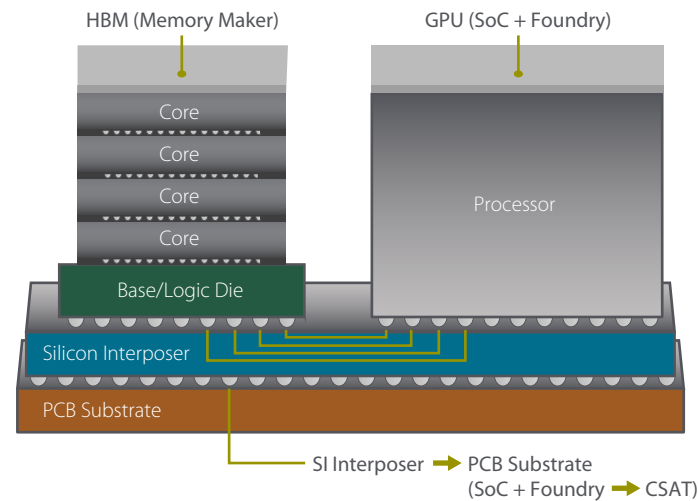 HBM (Memory Maker)
GPU (SoC + Foundry)
Core
Core
Core
Core
Processor
Base/Logic Die
Silicon Interposer
PCB Substrate
SI Interposer
PCB Substrate
(SoC + Foundry
CSAT)